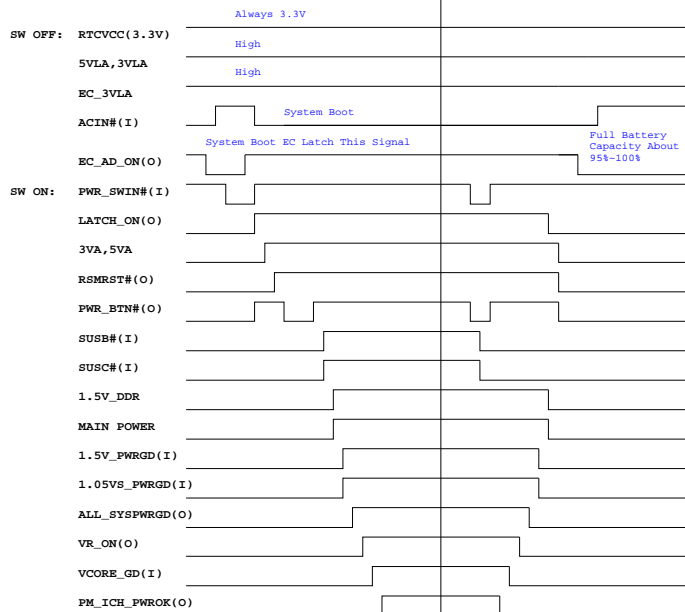 Always 3.3V
SW OFF: RTCVCC(3.3V)
High
5VLA,3VLA
High
EC_3VLA
System Boot
ACIN#(I)
System Boot EC Latch This Signal
Full Battery
Capacity About
95%~100%
EC_AD_ON(O)
SW ON: PWR_SWIN#(I)
LATCH_ON(O)
3VA,5VA
RSMRST#(O)
PWR_BTN#(O)
SUSB#(I)
SUSC#(I)
1.5V_DDR
MAIN POWER
1.5V_PWRGD(I)
1.05VS_PWRGD(I)
ALL_SYSPWRGD(O)
VR_ON(O)
VCORE_GD(I)
PM_ICH_PWROK(O)